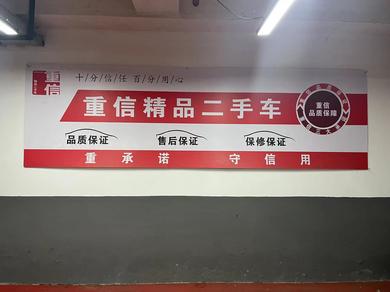 重信
十/分/信/任 百/分/用/心
重信精品二手车
重信
品质保障
品质保证 售后保证 保修保证
重承诺 守信用